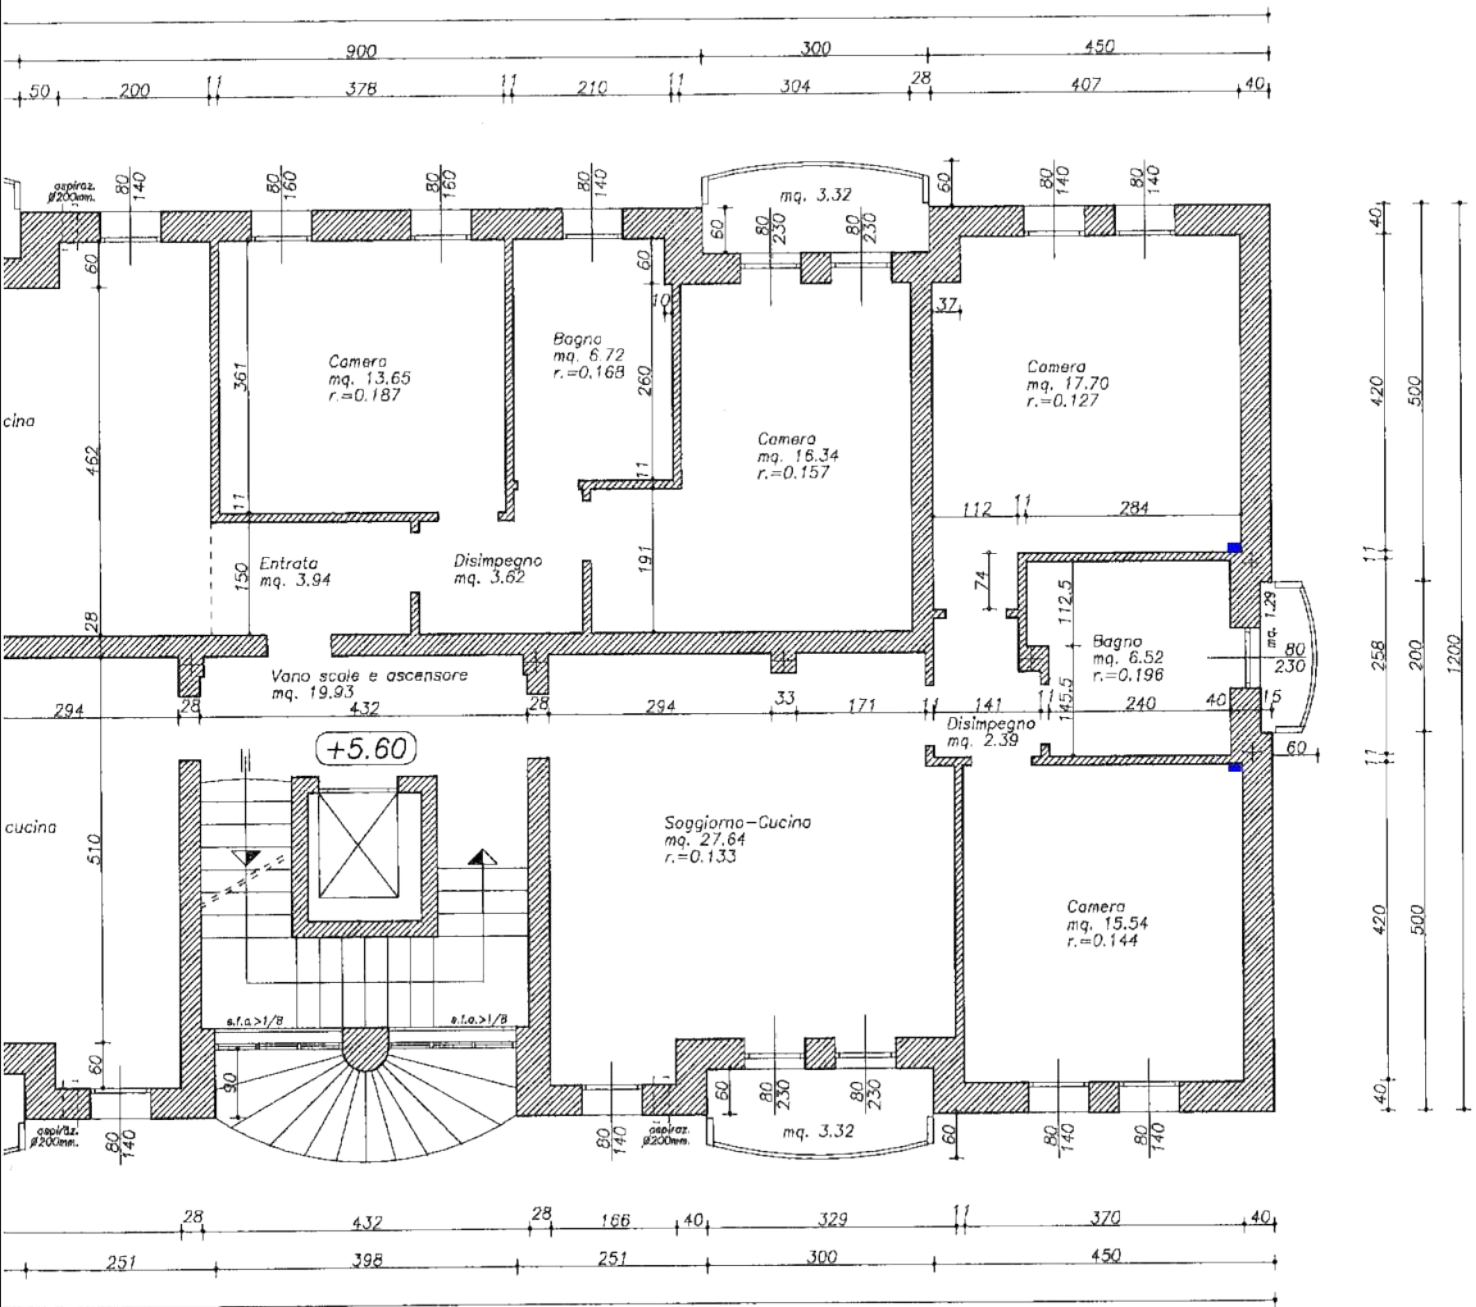 900
300
450
50
200
11
378
11
210
11
304
28
407
40
aspiraz.
Ø200mm.
80
140
80
160
80
160
80
140
mq. 3.32
60
80
140
80
140
60
80
230
80
230
40
60
60
10
37
Camera
mq. 13.65
r.=0.187
361
Bagno
mq. 6.72
r.=0.168
260
Camera
mq. 17.70
r.=0.127
420
500
cina
462
Camera
mq. 16.34
r.=0.157
11
11
112
11
284
Entrata
mq. 3.94
150
Disimpegno
mq. 3.62
191
74
112.5
11
28
mq. 1.29
80
230
Bagno
mq. 6.52
r.=0.196
258
200
1200
Vano scale e ascensore
mq. 19.93
294
28
432
28
294
33
171
11
141
11
145.5
240
40
15
Disimpegno
mq. 2.39
60
11
+5.60
cucina
510
Soggiorno-Cucina
mq. 27.64
r.=0.133
Camera
mq. 15.54
r.=0.144
420
500
s.f.a.>1/8
s.f.a.>1/8
60
90
60
80
230
80
230
40
aspiraz.
Ø200mm.
80
140
80
140
aspiraz.
Ø200mm.
mq. 3.32
60
80
140
80
140
28
432
28
166
40
329
11
370
40
251
398
251
300
450